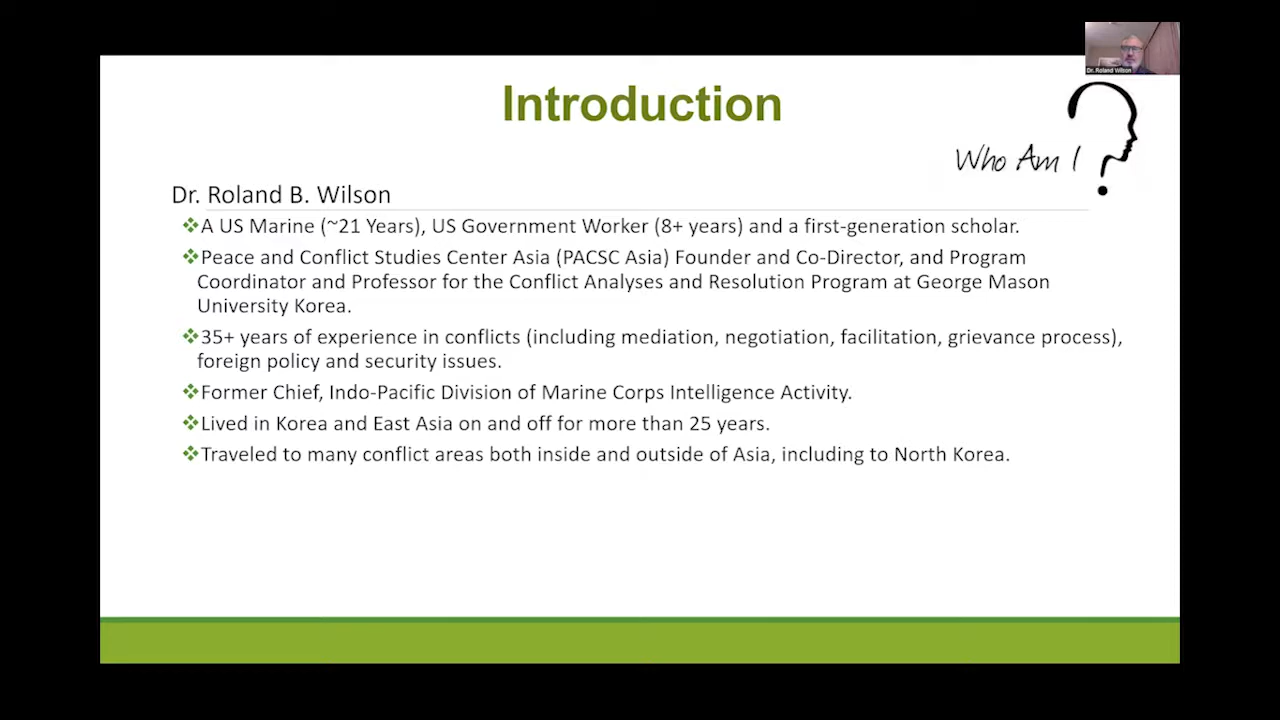 Dr. Roland Wilson
Introduction
Who Am I
Dr. Roland B. Wilson
A US Marine (~21 Years), US Government Worker (8+ years) and a first-generation scholar.
Peace and Conflict Studies Center Asia (PACSC Asia) Founder and Co-Director, and Program
Coordinator and Professor for the Conflict Analyses and Resolution Program at George Mason
University Korea.
35+ years of experience in conflicts (including mediation, negotiation, facilitation, grievance process),
foreign policy and security issues.
Former Chief, Indo-Pacific Division of Marine Corps Intelligence Activity.
Lived in Korea and East Asia on and off for more than 25 years.
Traveled to many conflict areas both inside and outside of Asia, including to North Korea.